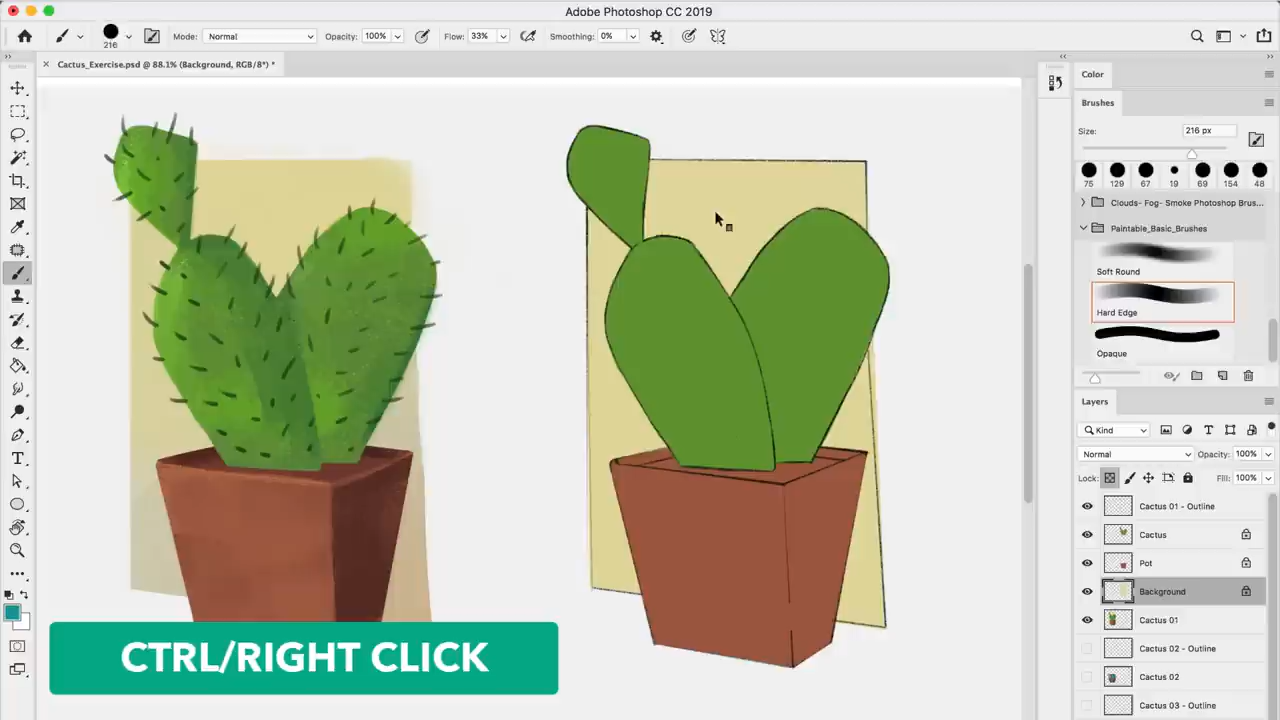 Adobe Photoshop CC 2019
216
Mode: Normal
Opacity: 100%
Flow: 33%
Smoothing: 0%
× Cactus_Exercise.psd @ 88.1% (Background, RGB/8*) *
Color
Brushes
Size: 216 px
75 129 67 19 69 154 48
Clouds- Fog- Smoke Photoshop Brus...
Paintable_Basic_Brushes
Soft Round
Hard Edge
Opaque
Layers
Kind
Normal Opacity: 100%
Lock: Fill: 100%
Cactus 01 - Outline
Cactus
Pot
Background
Cactus 01
Cactus 02 - Outline
Cactus 02
Cactus 03 - Outline
CTRL/RIGHT CLICK